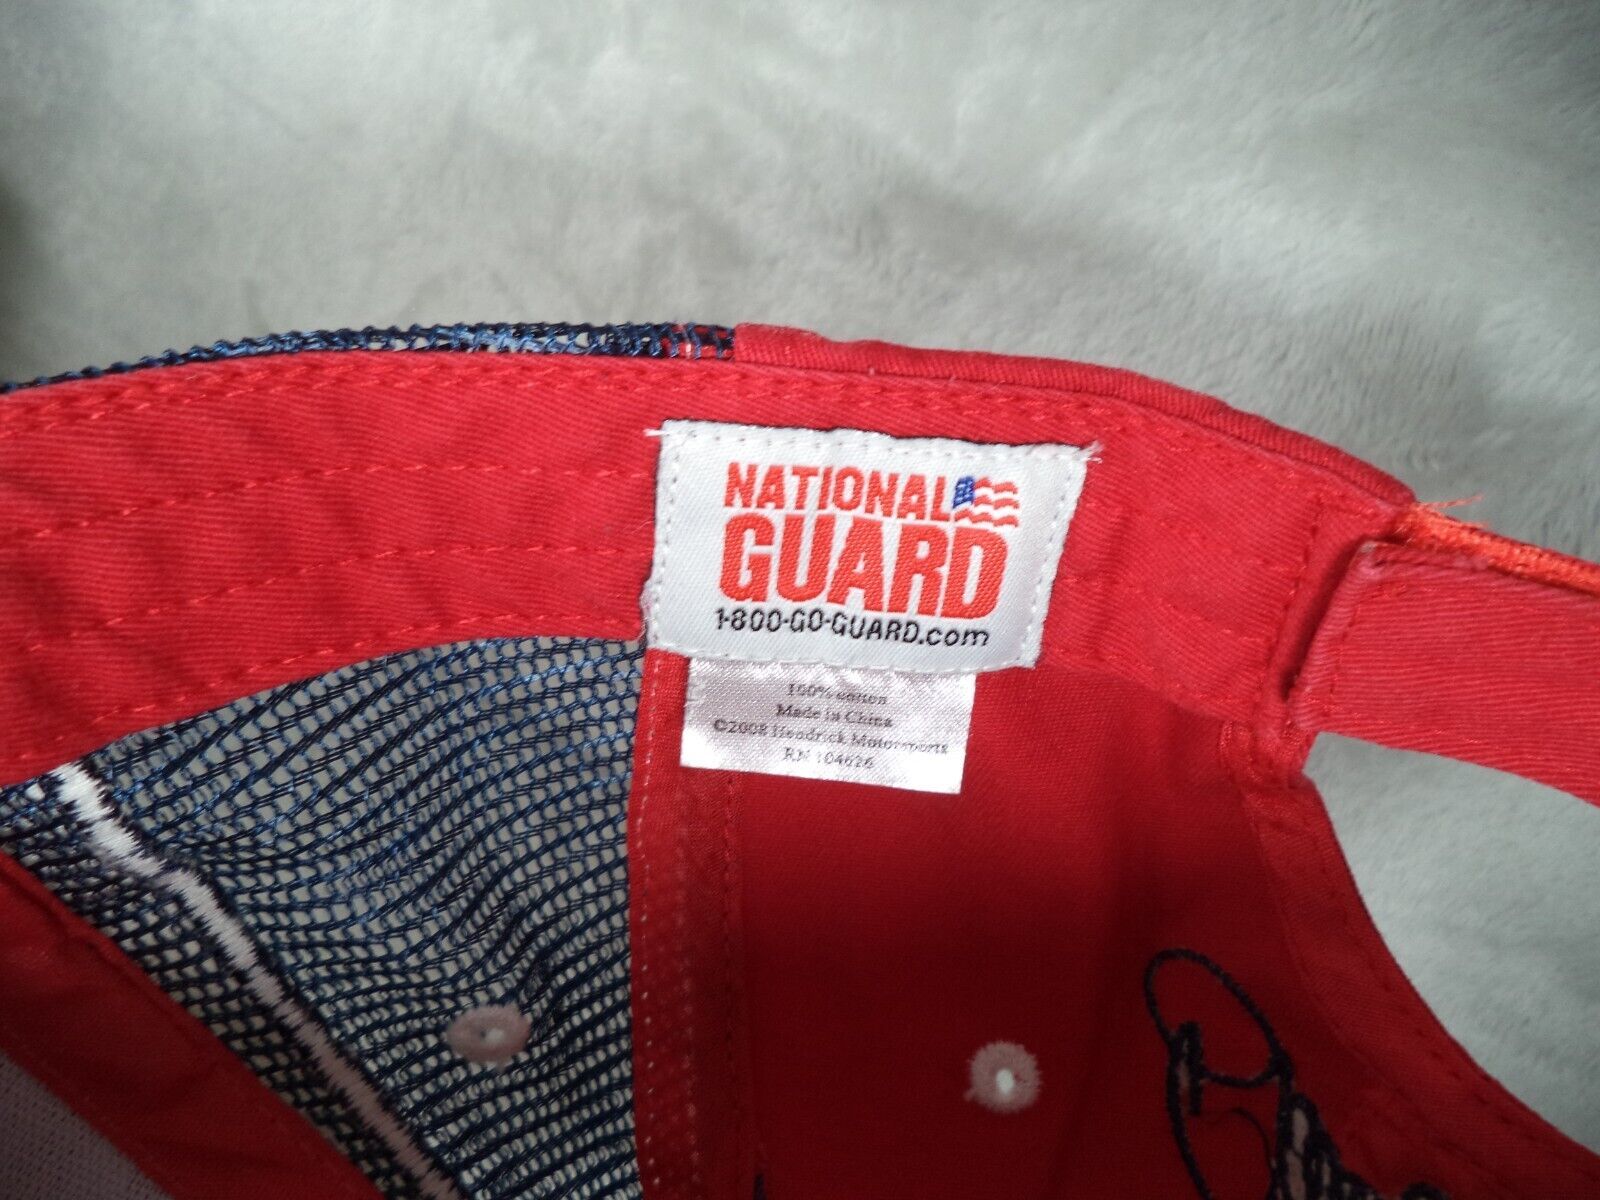 NATIONAL
GUARD
1-800-GO-GUARD.com
100% cotton
Made in China
©2008 Hendrick Motorsports
RN 104626